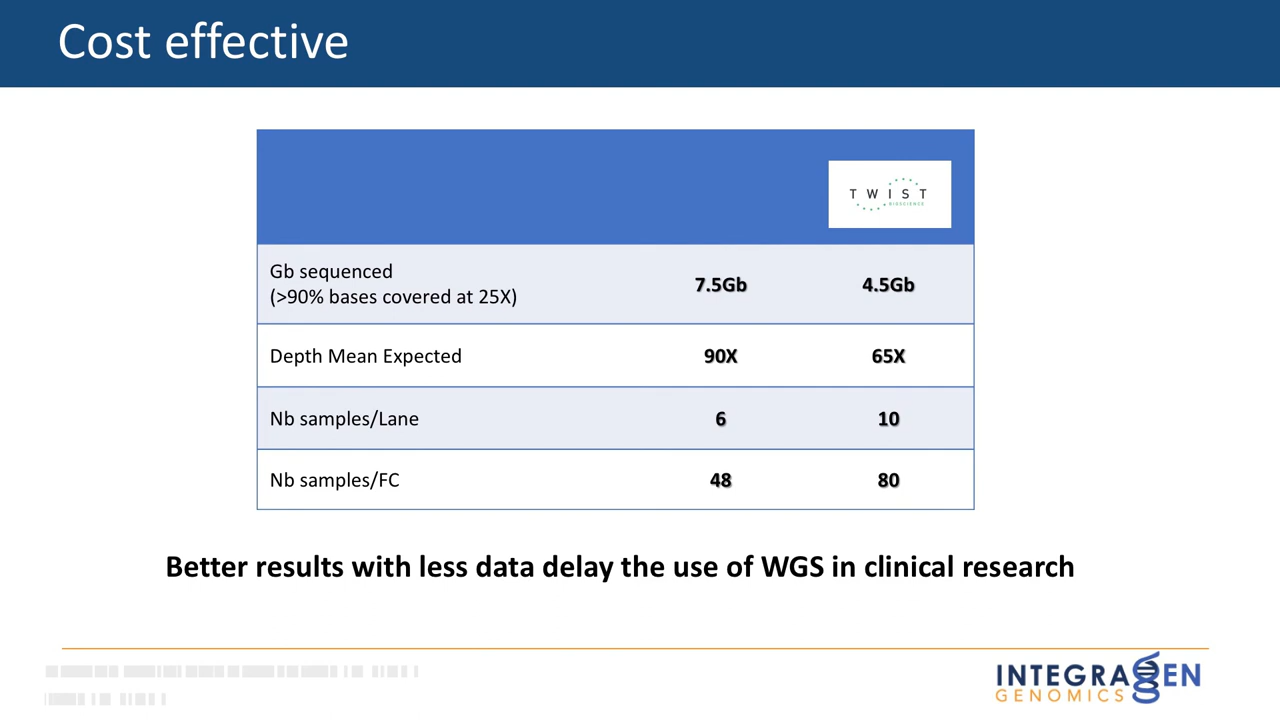 Cost effective
TWIST
BIOSCIENCE
Gb sequenced
(>90% bases covered at 25X) 7.5Gb 4.5Gb
Depth Mean Expected 90X 65X
Nb samples/Lane 6 10
Nb samples/FC 48 80
Better results with less data delay the use of WGS in clinical research
INTEGRAGEN
GENOMICS